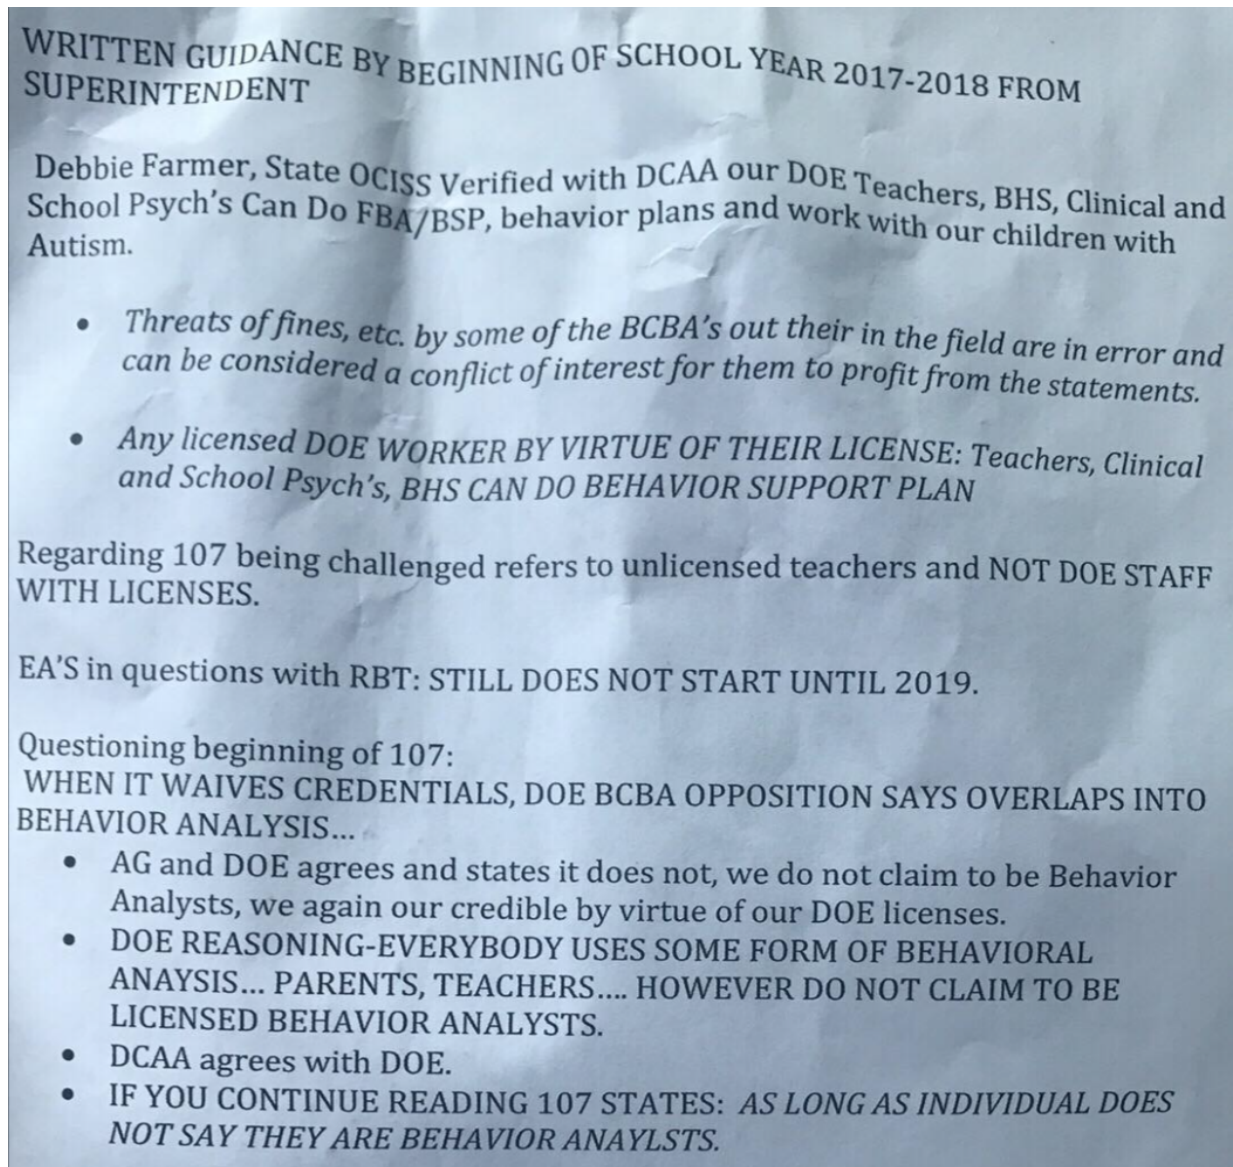 WRITTEN GUIDANCE BY BEGINNING OF SCHOOL YEAR 2017-2018 FROM
SUPERINTENDENT
Debbie Farmer, State OCISS Verified with DCAA our DOE Teachers, BHS, Clinical and
School Psych's Can Do FBA/BSP, behavior plans and work with our children with
Autism.
• Threats of fines, etc. by some of the BCBA's out their in the field are in error and
can be considered a conflict of interest for them to profit from the statements.
• Any licensed DOE WORKER BY VIRTUE OF THEIR LICENSE: Teachers, Clinical
and School Psych's, BHS CAN DO BEHAVIOR SUPPORT PLAN
Regarding 107 being challenged refers to unlicensed teachers and NOT DOE STAFF
WITH LICENSES.
EA'S in questions with RBT: STILL DOES NOT START UNTIL 2019.
Questioning beginning of 107:
WHEN IT WAIVES CREDENTIALS, DOE BCBA OPPOSITION SAYS OVERLAPS INTO
BEHAVIOR ANALYSIS...
• AG and DOE agrees and states it does not, we do not claim to be Behavior
Analysts, we again our credible by virtue of our DOE licenses.
• DOE REASONING-EVERYBODY USES SOME FORM OF BEHAVIORAL
ANAYSIS... PARENTS, TEACHERS.... HOWEVER DO NOT CLAIM TO BE
LICENSED BEHAVIOR ANALYSTS.
• DCAA agrees with DOE.
• IF YOU CONTINUE READING 107 STATES: AS LONG AS INDIVIDUAL DOES
NOT SAY THEY ARE BEHAVIOR ANAYLSTS.